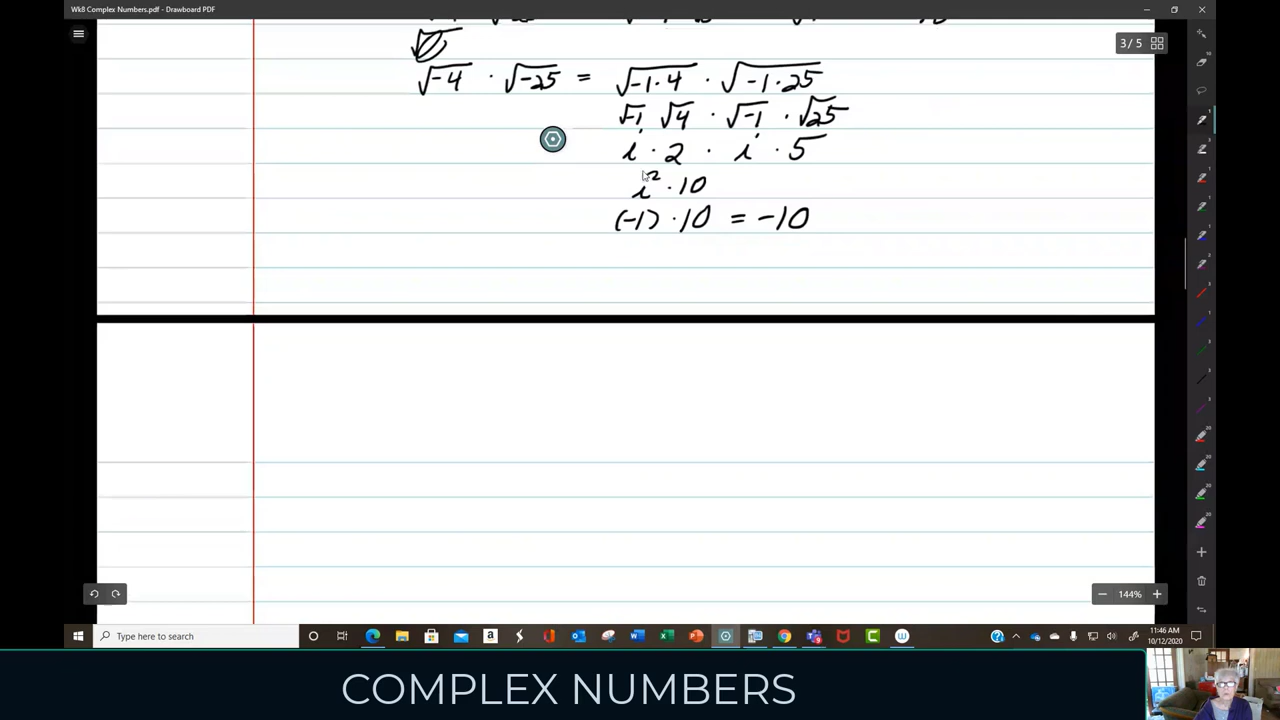 Wk8 Complex Numbers.pdf - Drawboard PDF
3 / 5
√-4 · √-25 = √-1·4 · √-1·25
√-1 √4 · √-1 · √25
i · 2 · i · 5
i² · 10
(-1) · 10 = -10
144%
Type here to search
11:46 AM
10/12/2020
COMPLEX NUMBERS